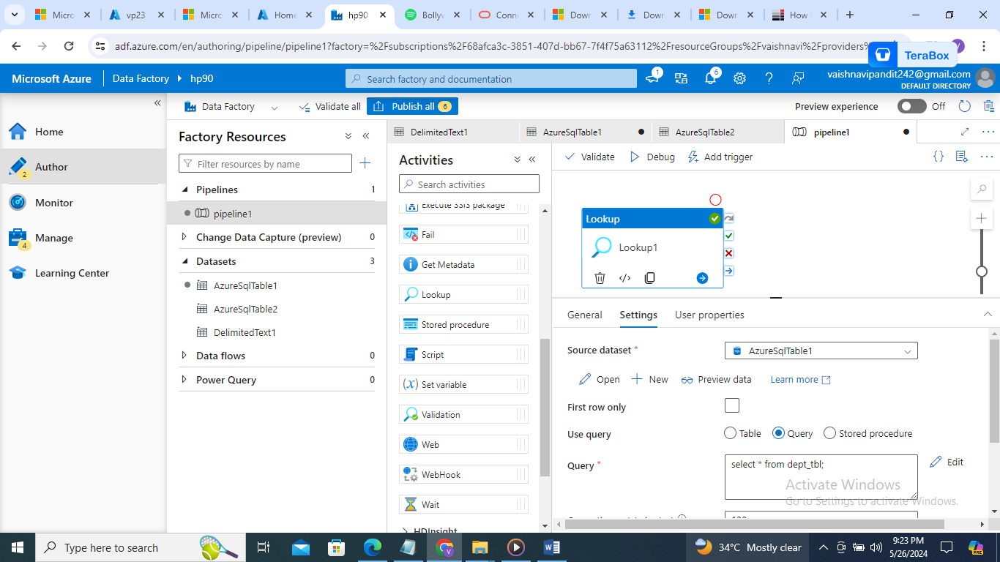 Micro
vp23
Micro
Home
hp90
Bolly
Conn
Down
Down
Down
How
adf.azure.com/en/authoring/pipeline/pipeline1?factory=%2Fsubscriptions%2F68afca3c-3851-407d-bb67-7f4f75a63112%2FresourceGroups%2Fvaishnavi%2Fproviders%
V
TeraBox
Microsoft Azure
Data Factory
hp90
Search factory and documentation
1
6
vaishnavipandit242@gmail.com
DEFAULT DIRECTORY
Data Factory
Validate all
Publish all 6
Preview experience
Off
Home
Author
2
Monitor
Manage
4
Learning Center
Factory Resources
Filter resources by name
Pipelines 1
pipeline1
Change Data Capture (preview) 0
Datasets 3
AzureSqlTable1
AzureSqlTable2
DelimitedText1
Data flows 0
Power Query 0
DelimitedText1
AzureSqlTable1
AzureSqlTable2
pipeline1
Activities
Search activities
Execute SSIS package
Fail
Get Metadata
Lookup
Stored procedure
Script
(x) Set variable
Validation
Web
WebHook
Wait
HDInsight
Validate
Debug
Add trigger
{}
Lookup
Lookup1
General
Settings
User properties
Source dataset *
AzureSqlTable1
Open
New
Preview data
Learn more
First row only
Use query
Table
Query
Stored procedure
Query *
select * from dept_tbl;
Edit
Activate Windows
Go to Settings to activate Windows.
120
Type here to search
V
W
34°C Mostly clear
9:23 PM
5/26/2024
PRE